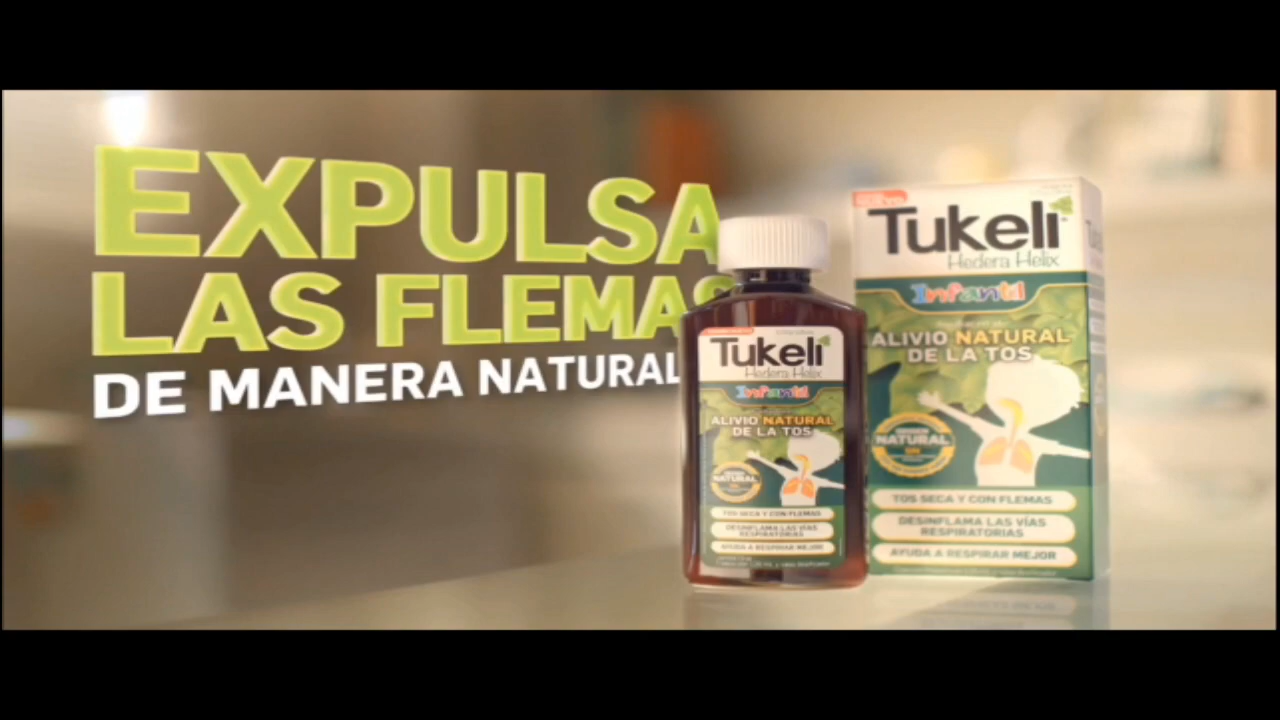 EXPULSA
LAS FLEMAS
DE MANERA NATURAL
Tukeli
Hedera Helix
Infantil
ALIVIO NATURAL
DE LA TOS
NATURAL
TOS SECA Y CON FLEMAS
DESINFLAMA LAS VÍAS
RESPIRATORIAS
AYUDA A RESPIRAR MEJOR
NUEVO
Tukeli
Hedera Helix
Infantil
ALIVIO NATURAL
DE LA TOS
NATURAL
TOS SECA Y CON FLEMAS
DESINFLAMA LAS VÍAS
RESPIRATORIAS
AYUDA A RESPIRAR MEJOR